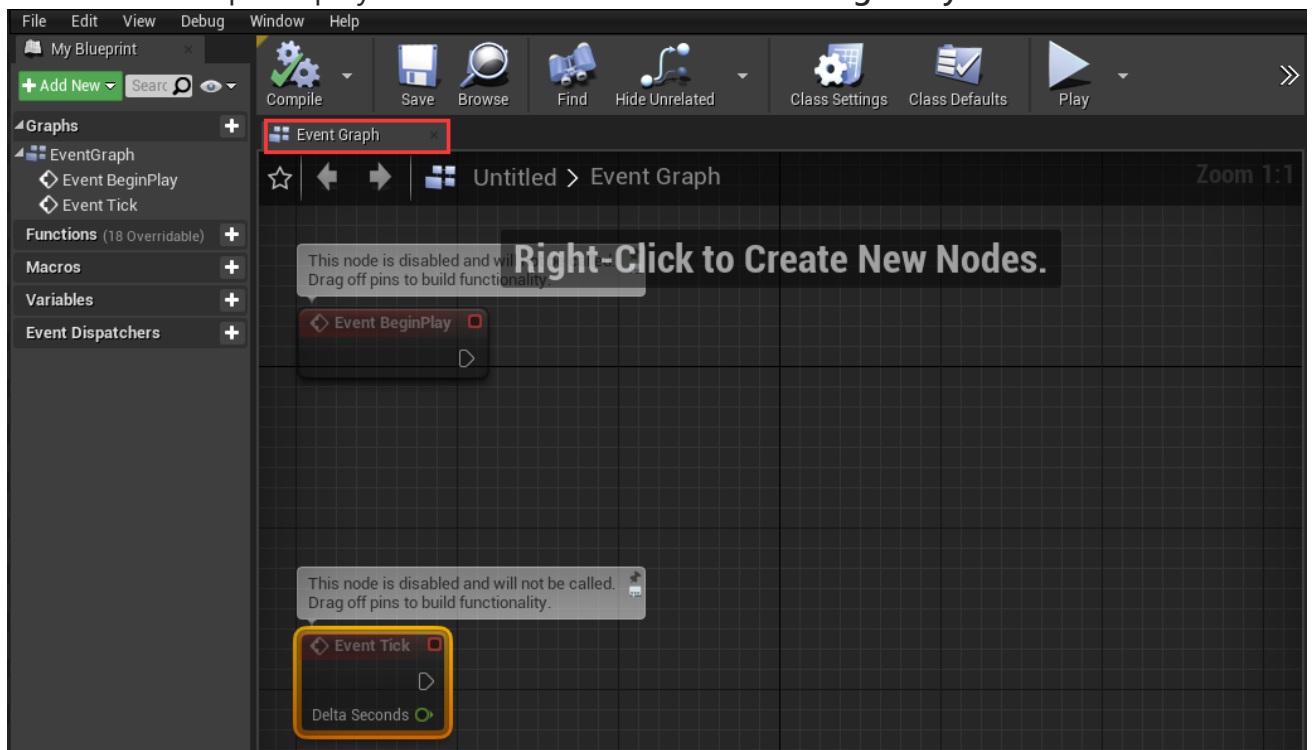 File Edit View Debug Window Help
My Blueprint
Add New Searc
Compile Save Browse Find Hide Unrelated Class Settings Class Defaults Play
Graphs
EventGraph
Event BeginPlay
Event Tick
Functions (18 Overridable)
Macros
Variables
Event Dispatchers
Event Graph
Untitled > Event Graph
Zoom 1:1
Right-Click to Create New Nodes.
This node is disabled and will
Drag off pins to build functionality.
Event BeginPlay
This node is disabled and will not be called.
Drag off pins to build functionality.
Event Tick
Delta Seconds